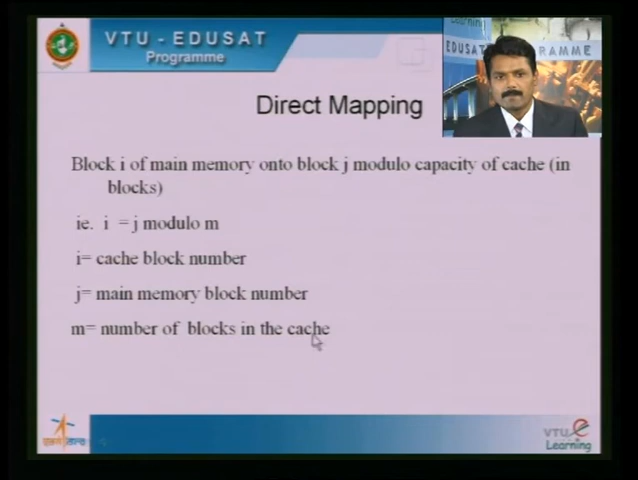 VTU - EDUSAT
Programme
Learning
EDUSAT
RAMME
Direct Mapping
Block i of main memory onto block j modulo capacity of cache (in
blocks)
ie. i = j modulo m
i= cache block number
j= main memory block number
m= number of blocks in the cache
VTU e
Learning